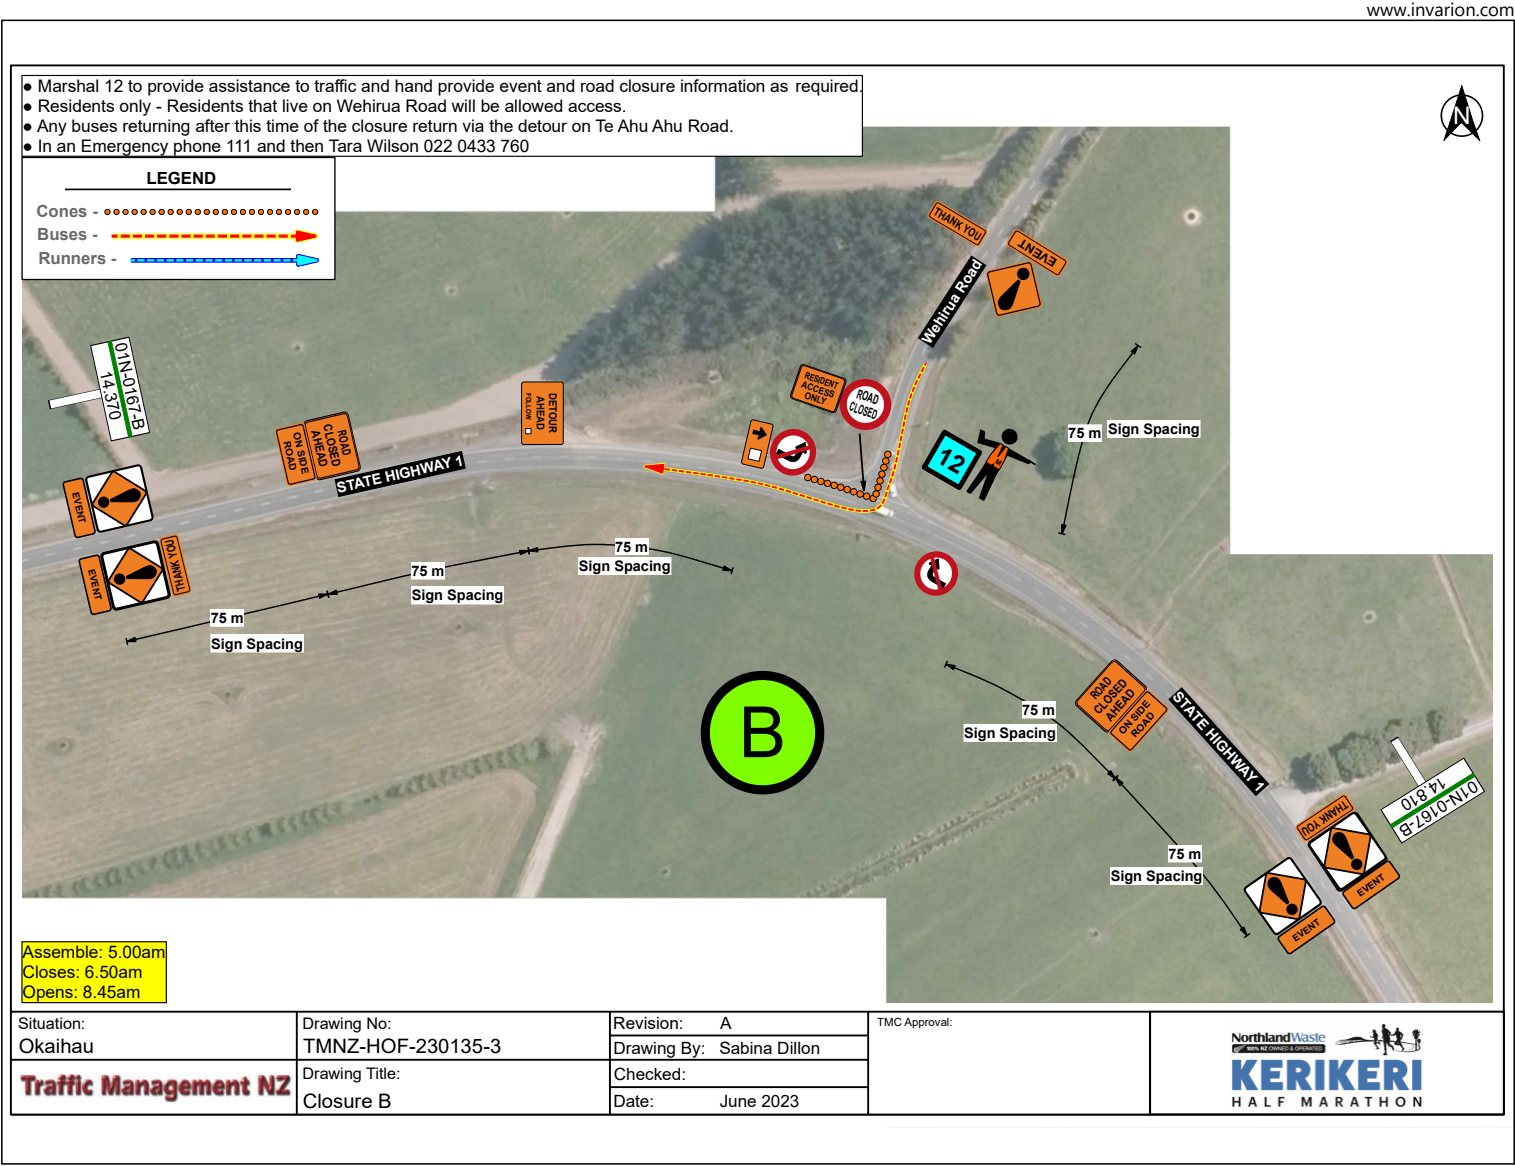 www.invarion.com
● Marshal 12 to provide assistance to traffic and hand provide event and road closure information as required.
● Residents only - Residents that live on Wehirua Road will be allowed access.
● Any buses returning after this time of the closure return via the detour on Te Ahu Ahu Road.
● In an Emergency phone 111 and then Tara Wilson 022 0433 760
N
LEGEND
Cones -
Buses -
Runners -
THANK YOU
EVENT
Wehirua Road
01N-0167-B
14.370
ROAD
CLOSED
AHEAD
ON SIDE
ROAD
DETOUR
AHEAD
FOLLOW
RESIDENT
ACCESS
ONLY
ROAD
CLOSED
STATE HIGHWAY 1
12
M
75 m
Sign Spacing
EVENT
THANK YOU
EVENT
75 m
Sign Spacing
75 m
Sign Spacing
75 m
Sign Spacing
B
ROAD
CLOSED
AHEAD
ON SIDE
ROAD
STATE HIGHWAY 1
75 m
Sign Spacing
01N-0167-B
14.810
THANK YOU
EVENT
75 m
Sign Spacing
EVENT
Assemble: 5.00am
Closes: 6.50am
Opens: 8.45am
Situation:
Okaihau
Traffic Management NZ
Drawing No:
TMNZ-HOF-230135-3
Drawing Title:
Closure B
Revision: A
Drawing By: Sabina Dillon
Checked:
Date: June 2023
TMC Approval:
NorthlandWaste
100% NZ OWNED & OPERATED
KERIKERI
HALF MARATHON